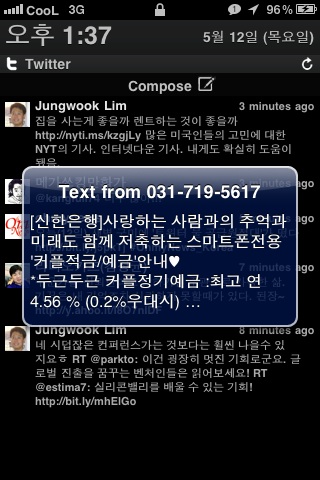 CooL 3G 1 96%
오후 1:37
5월 12일 (목요일)
Twitter
Compose
Jungwook Lim 3 minutes ago
집을 사는게 좋을까 렌트하는 것이 좋을까
http://nyti.ms/kzgjLy 많은 미국인들의 고민에 대한
NYT의 기사. 인터넷다운 기사. 내게도 확실히 도움이
됐음.
Text from 031-719-5617
[신한은행]사랑하는 사람과의 추억과
미래도 함께 저축하는 스마트폰전용
'커플적금/예금'안내♥
*두근두근 커플정기예금 :최고 연
4.56 % (0.2%우대시) ...
Jungwook Lim 8 minutes ago
네 시덥잖은 컨퍼런스가는 것보다는 훨씬 나을수 있
지요ㅎ RT @parkto: 이건 굉장히 멋진 기회로군요. 글
로벌 진출을 꿈꾸는 벤처인들은 읽어보세요! RT
@estima7: 실리콘밸리를 배울 수 있는 기회!
http://bit.ly/mhElGo